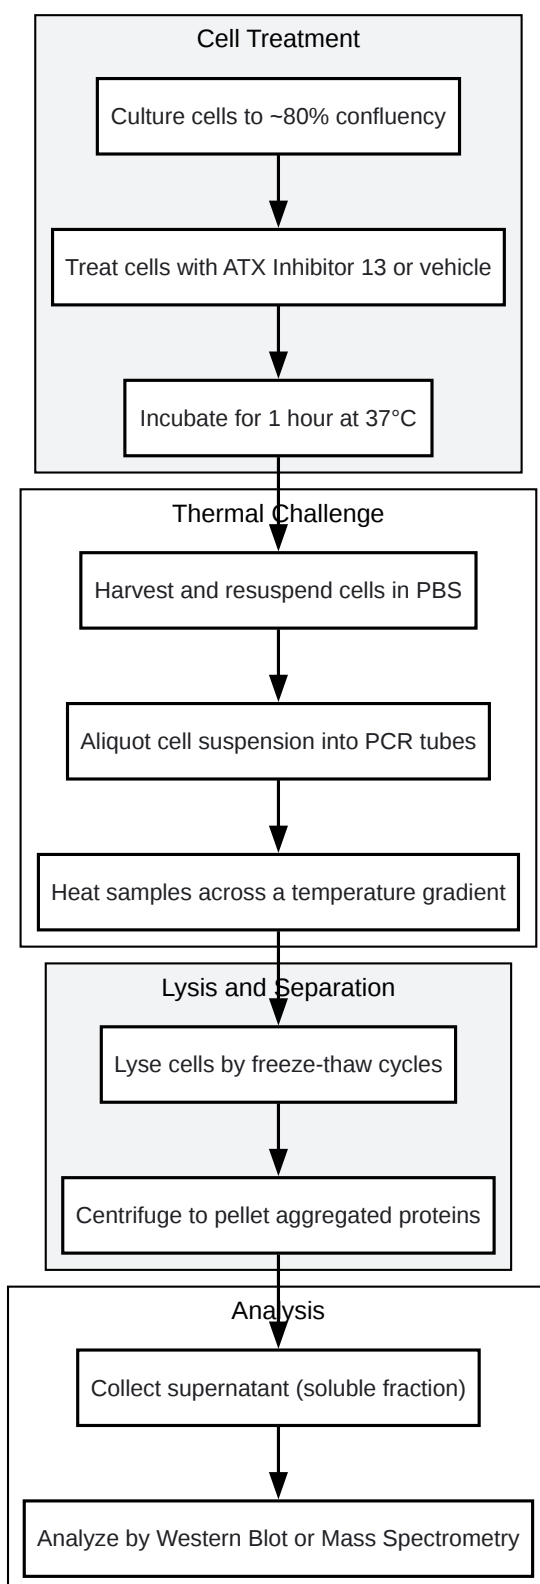 Cell Treatment
Culture cells to ~80% confluency
Treat cells with ATX Inhibitor 13 or vehicle
Incubate for 1 hour at 37°C
Thermal Challenge
Harvest and resuspend cells in PBS
Aliquot cell suspension into PCR tubes
Heat samples across a temperature gradient
Lysis and Separation
Lyse cells by freeze-thaw cycles
Centrifuge to pellet aggregated proteins
Analysis
Collect supernatant (soluble fraction)
Analyze by Western Blot or Mass Spectrometry